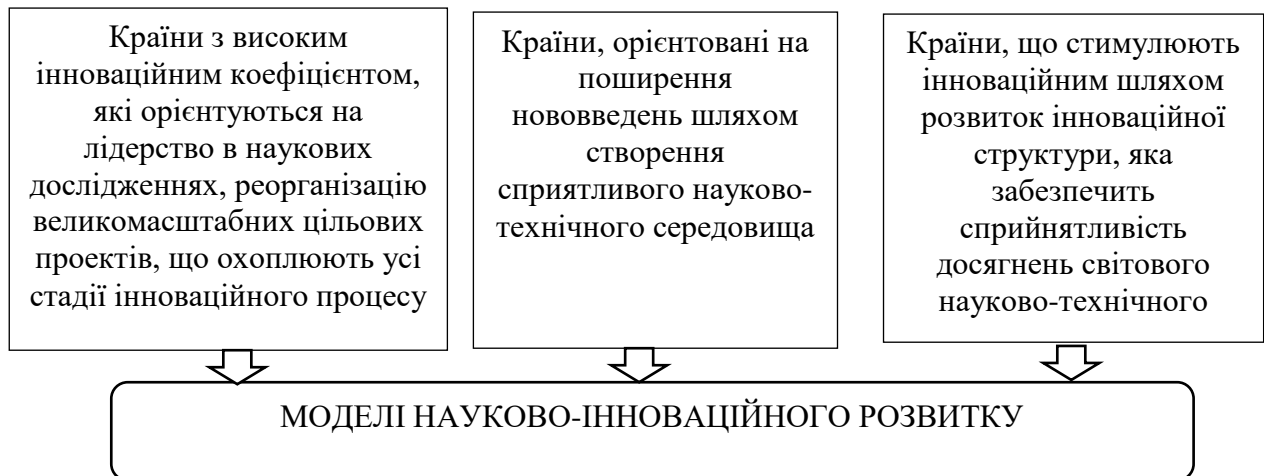 Країни з високим
інноваційним коефіцієнтом,
які орієнтуються на
лідерство в наукових
дослідженнях, реорганізацію
великомасштабних цільових
проектів, що охоплюють усі
стадії інноваційного процесу
Країни, орієнтовані на
поширення
нововведень шляхом
створення
сприятливого науково-
технічного середовища
Країни, що стимулюють
інноваційним шляхом
розвиток інноваційної
структури, яка
забезпечить
сприйнятливість
досягнень світового
науково-технічного
МОДЕЛІ НАУКОВО-ІННОВАЦІЙНОГО РОЗВИТКУ